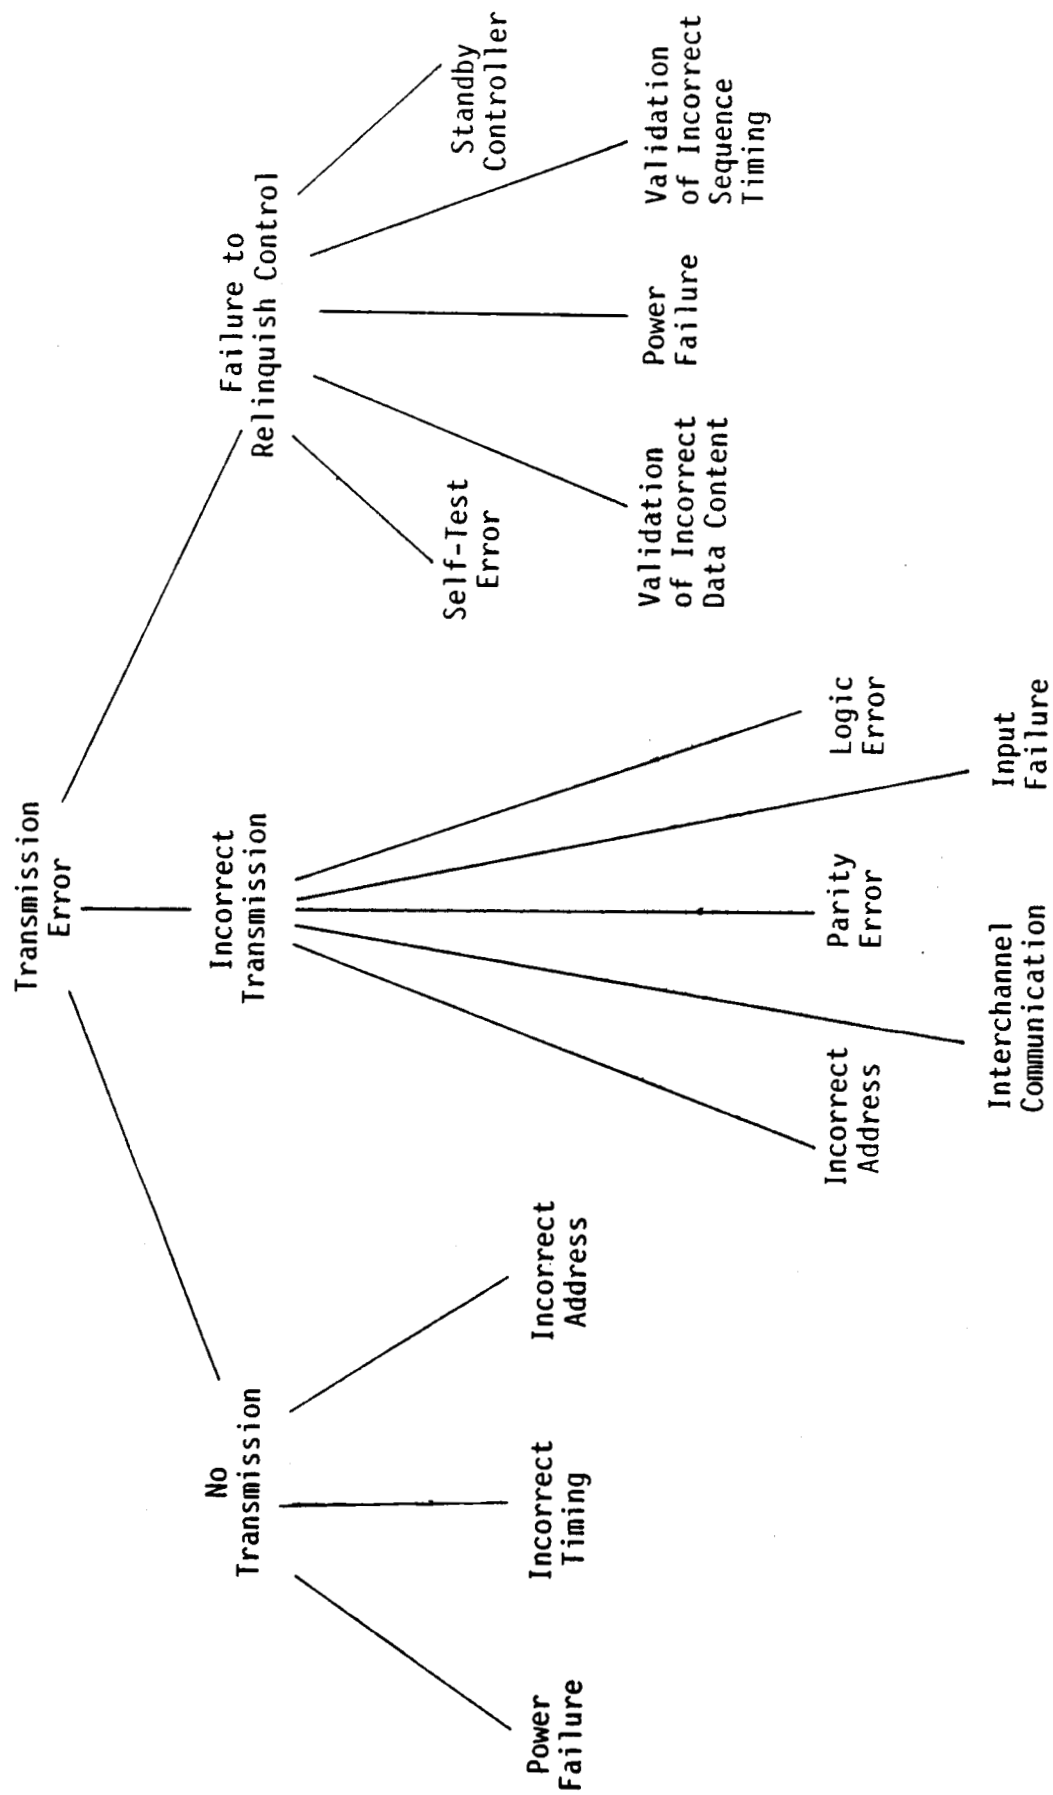 Transmission
Error
No
Transmission
Incorrect
Transmission
Failure to
Relinquish Control
Power
Failure
Incorrect
Timing
Incorrect
Address
Incorrect
Address
Interchannel
Communication
Parity
Error
Input
Failure
Logic
Error
Self-Test
Error
Validation
of Incorrect
Data Content
Power
Failure
Validation
of Incorrect
Sequence
Timing
Standby
Controller